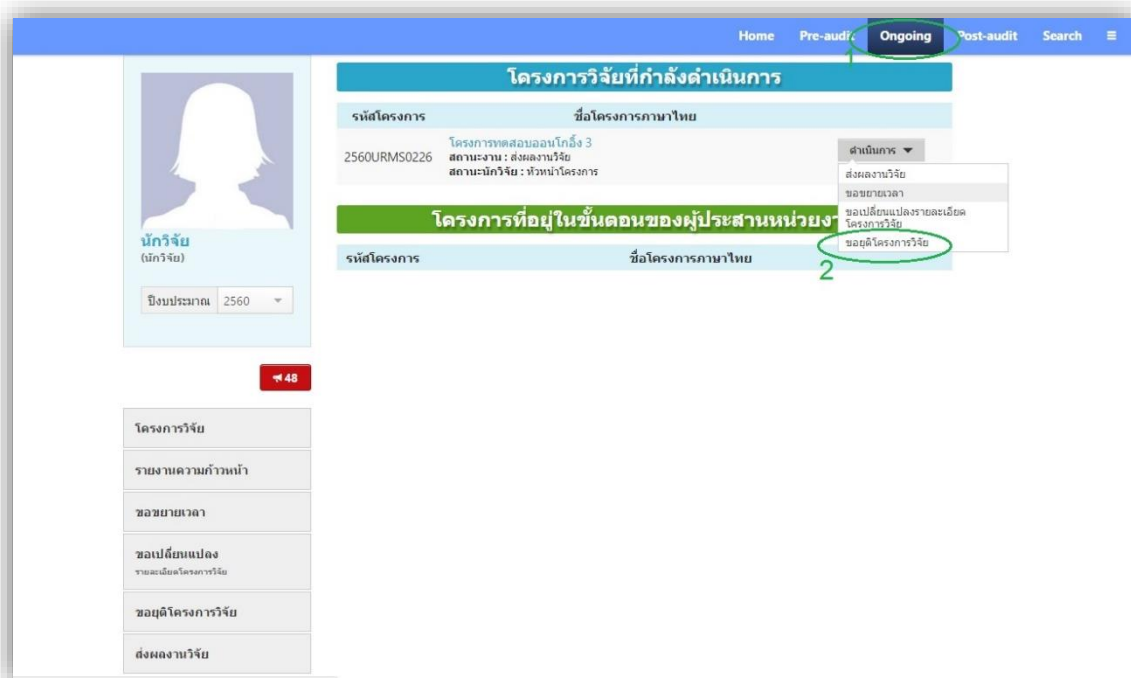 Home Pre-audit Ongoing Post-audit Search
1
โครงการวิจัยที่กำลังดำเนินการ
รหัสโครงการ ชื่อโครงการภาษาไทย
2560URMS0226
โครงการทดสอบออนโกอิ้ง 3
สถานะงาน : ส่งผลงานวิจัย
สถานะนักวิจัย : หัวหน้าโครงการ
ดำเนินการ
ส่งผลงานวิจัย
ขอขยายเวลา
ขอเปลี่ยนแปลงรายละเอียด
โครงการวิจัย
ขอยุติโครงการวิจัย
2
โครงการที่อยู่ในขั้นตอนของผู้ประสานหน่วยงา
รหัสโครงการ ชื่อโครงการภาษาไทย
นักวิจัย
(นักวิจัย)
ปีงบประมาณ 2560
48
โครงการวิจัย
รายงานความก้าวหน้า
ขอขยายเวลา
ขอเปลี่ยนแปลง
รายละเอียดโครงการวิจัย
ขอยุติโครงการวิจัย
ส่งผลงานวิจัย